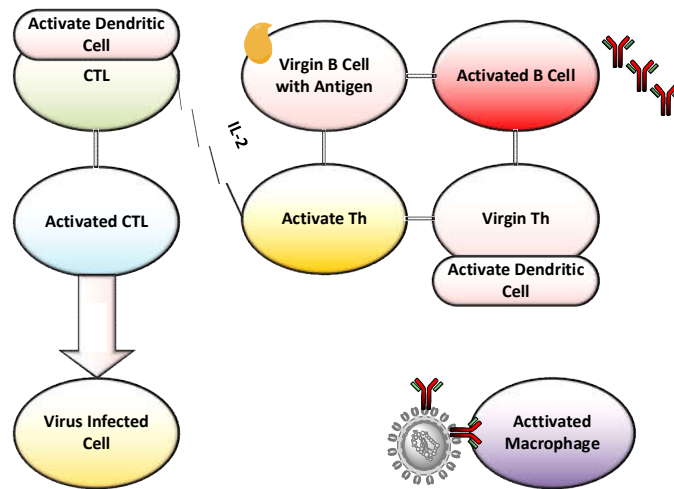 Activate Dendritic
Cell
CTL
IL-2
Virgin B Cell
with Antigen
Activated B Cell
Activated CTL
Activate Th
Virgin Th
Activate Dendritic
Cell
Virus Infected
Cell
Acttivated
Macrophage